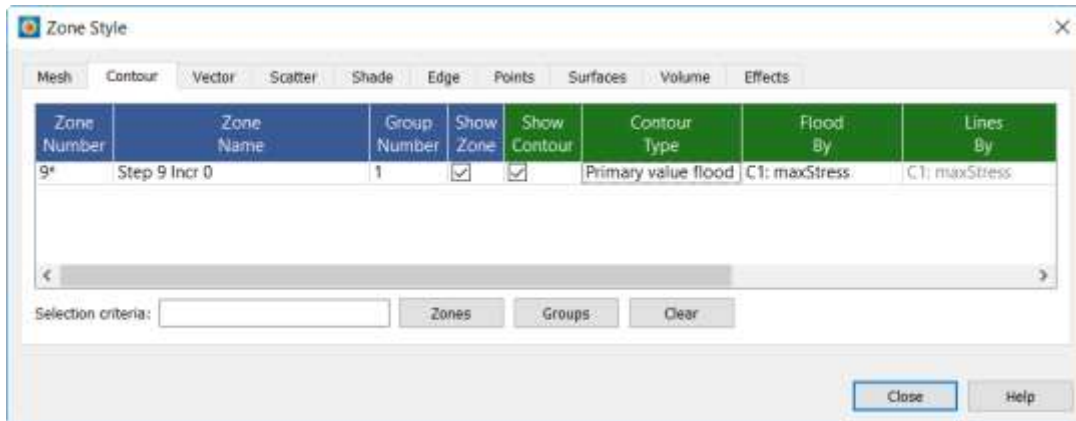 Zone Style
Mesh Contour Vector Scatter Shade Edge Points Surfaces Volume Effects
Zone Zone Group Show Show Contour Flood Lines
Number Name Number Zone Contour Type By By
9* Step 9 Incr 0 1 Primary value flood C1: maxStress C1: maxStress
Selection criteria: Zones Groups Clear
Close Help